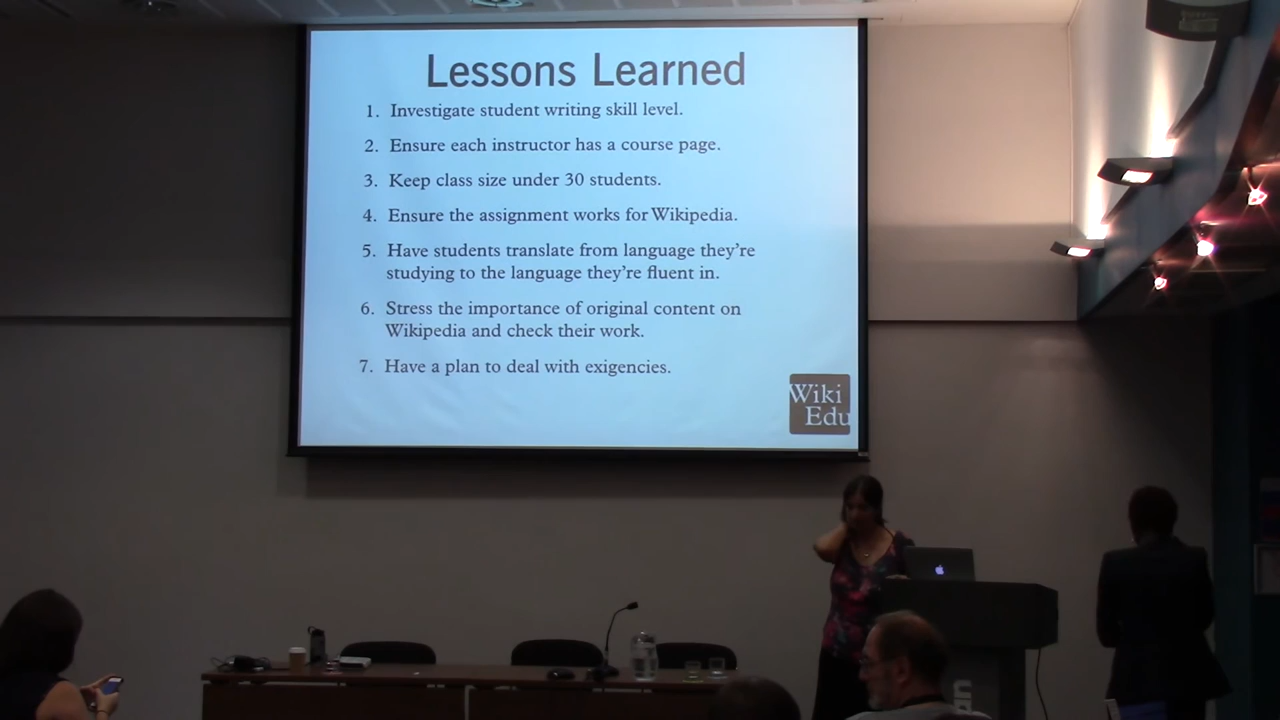 Lessons Learned
1. Investigate student writing skill level.
2. Ensure each instructor has a course page.
3. Keep class size under 30 students.
4. Ensure the assignment works for Wikipedia.
5. Have students translate from language they're
studying to the language they're fluent in.
6. Stress the importance of original content on
Wikipedia and check their work.
7. Have a plan to deal with exigencies.
Wiki
Edu